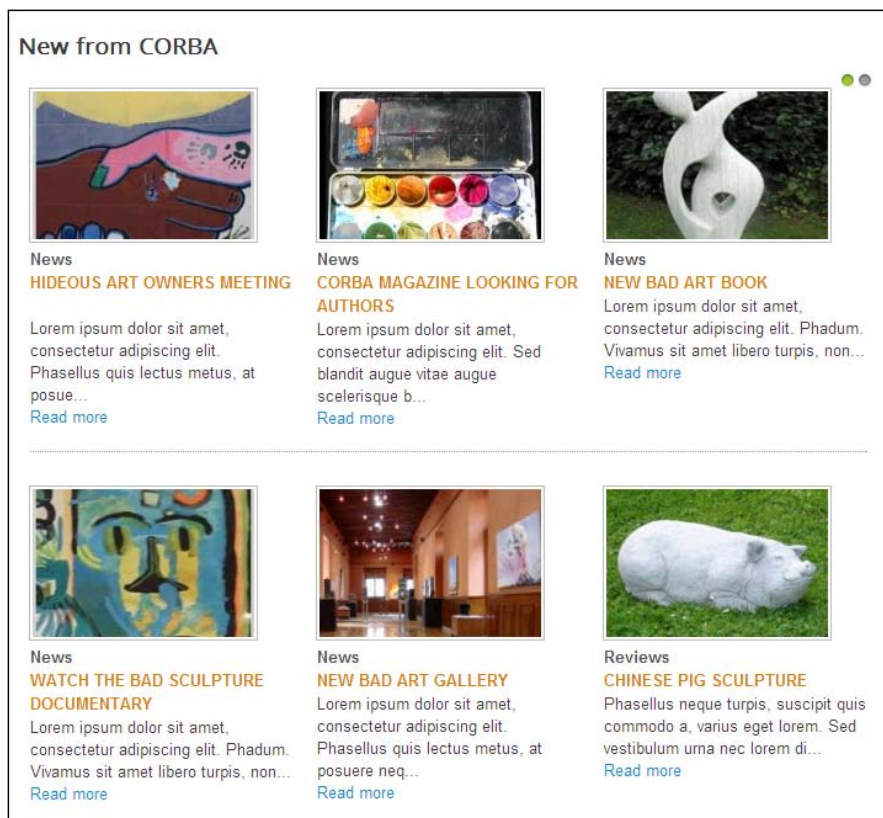 New from CORBA
News
HIDEOUS ART OWNERS MEETING
Lorem ipsum dolor sit amet,
consectetur adipiscing elit.
Phasellus quis lectus metus, at
posue...
Read more
News
CORBA MAGAZINE LOOKING FOR
AUTHORS
Lorem ipsum dolor sit amet,
consectetur adipiscing elit. Sed
blandit augue vitae augue
scelerisque b...
Read more
News
NEW BAD ART BOOK
Lorem ipsum dolor sit amet,
consectetur adipiscing elit. Phadum.
Vivamus sit amet libero turpis, non...
Read more
News
WATCH THE BAD SCULPTURE
DOCUMENTARY
Lorem ipsum dolor sit amet,
consectetur adipiscing elit. Phadum.
Vivamus sit amet libero turpis, non...
Read more
News
NEW BAD ART GALLERY
Lorem ipsum dolor sit amet,
consectetur adipiscing elit.
Phasellus quis lectus metus, at
posuere neq...
Read more
Reviews
CHINESE PIG SCULPTURE
Phasellus neque turpis, suscipit quis
commodo a, varius eget lorem. Sed
vestibulum urna nec lorem di...
Read more